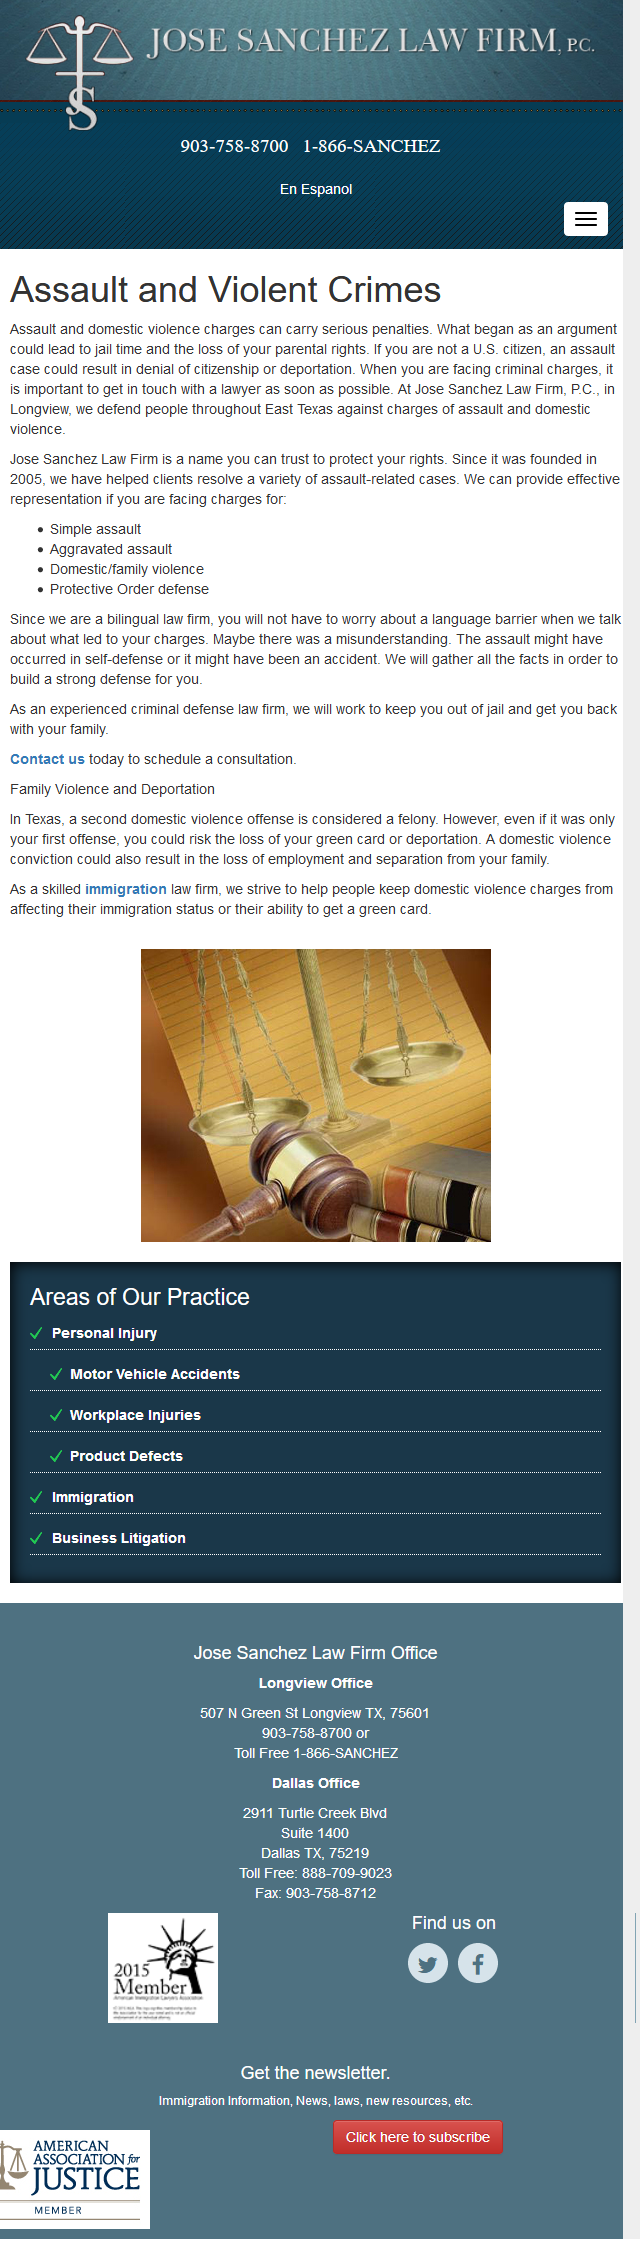 JOSE SANCHEZ LAW FIRM, P.C.
S
903-758-8700 1-866-SANCHEZ
En Espanol
Assault and Violent Crimes
Assault and domestic violence charges can carry serious penalties. What began as an argument
could lead to jail time and the loss of your parental rights. If you are not a U.S. citizen, an assault
case could result in denial of citizenship or deportation. When you are facing criminal charges, it
is important to get in touch with a lawyer as soon as possible. At Jose Sanchez Law Firm, P.C., in
Longview, we defend people throughout East Texas against charges of assault and domestic
violence.
Jose Sanchez Law Firm is a name you can trust to protect your rights. Since it was founded in
2005, we have helped clients resolve a variety of assault-related cases. We can provide effective
representation if you are facing charges for:
• Simple assault
• Aggravated assault
• Domestic/family violence
• Protective Order defense
Since we are a bilingual law firm, you will not have to worry about a language barrier when we talk
about what led to your charges. Maybe there was a misunderstanding. The assault might have
occurred in self-defense or it might have been an accident. We will gather all the facts in order to
build a strong defense for you.
As an experienced criminal defense law firm, we will work to keep you out of jail and get you back
with your family.
Contact us today to schedule a consultation.
Family Violence and Deportation
In Texas, a second domestic violence offense is considered a felony. However, even if it was only
your first offense, you could risk the loss of your green card or deportation. A domestic violence
conviction could also result in the loss of employment and separation from your family.
As a skilled immigration law firm, we strive to help people keep domestic violence charges from
affecting their immigration status or their ability to get a green card.
Areas of Our Practice
Personal Injury
Motor Vehicle Accidents
Workplace Injuries
Product Defects
Immigration
Business Litigation
Jose Sanchez Law Firm Office
Longview Office
507 N Green St Longview TX, 75601
903-758-8700 or
Toll Free 1-866-SANCHEZ
Dallas Office
2911 Turtle Creek Blvd
Suite 1400
Dallas TX, 75219
Toll Free: 888-709-9023
Fax: 903-758-8712
2015
Member
American Immigration Lawyers Association
Find us on
Get the newsletter.
Immigration Information, News, laws, new resources, etc.
Click here to subscribe
AMERICAN
ASSOCIATION for
JUSTICE
MEMBER